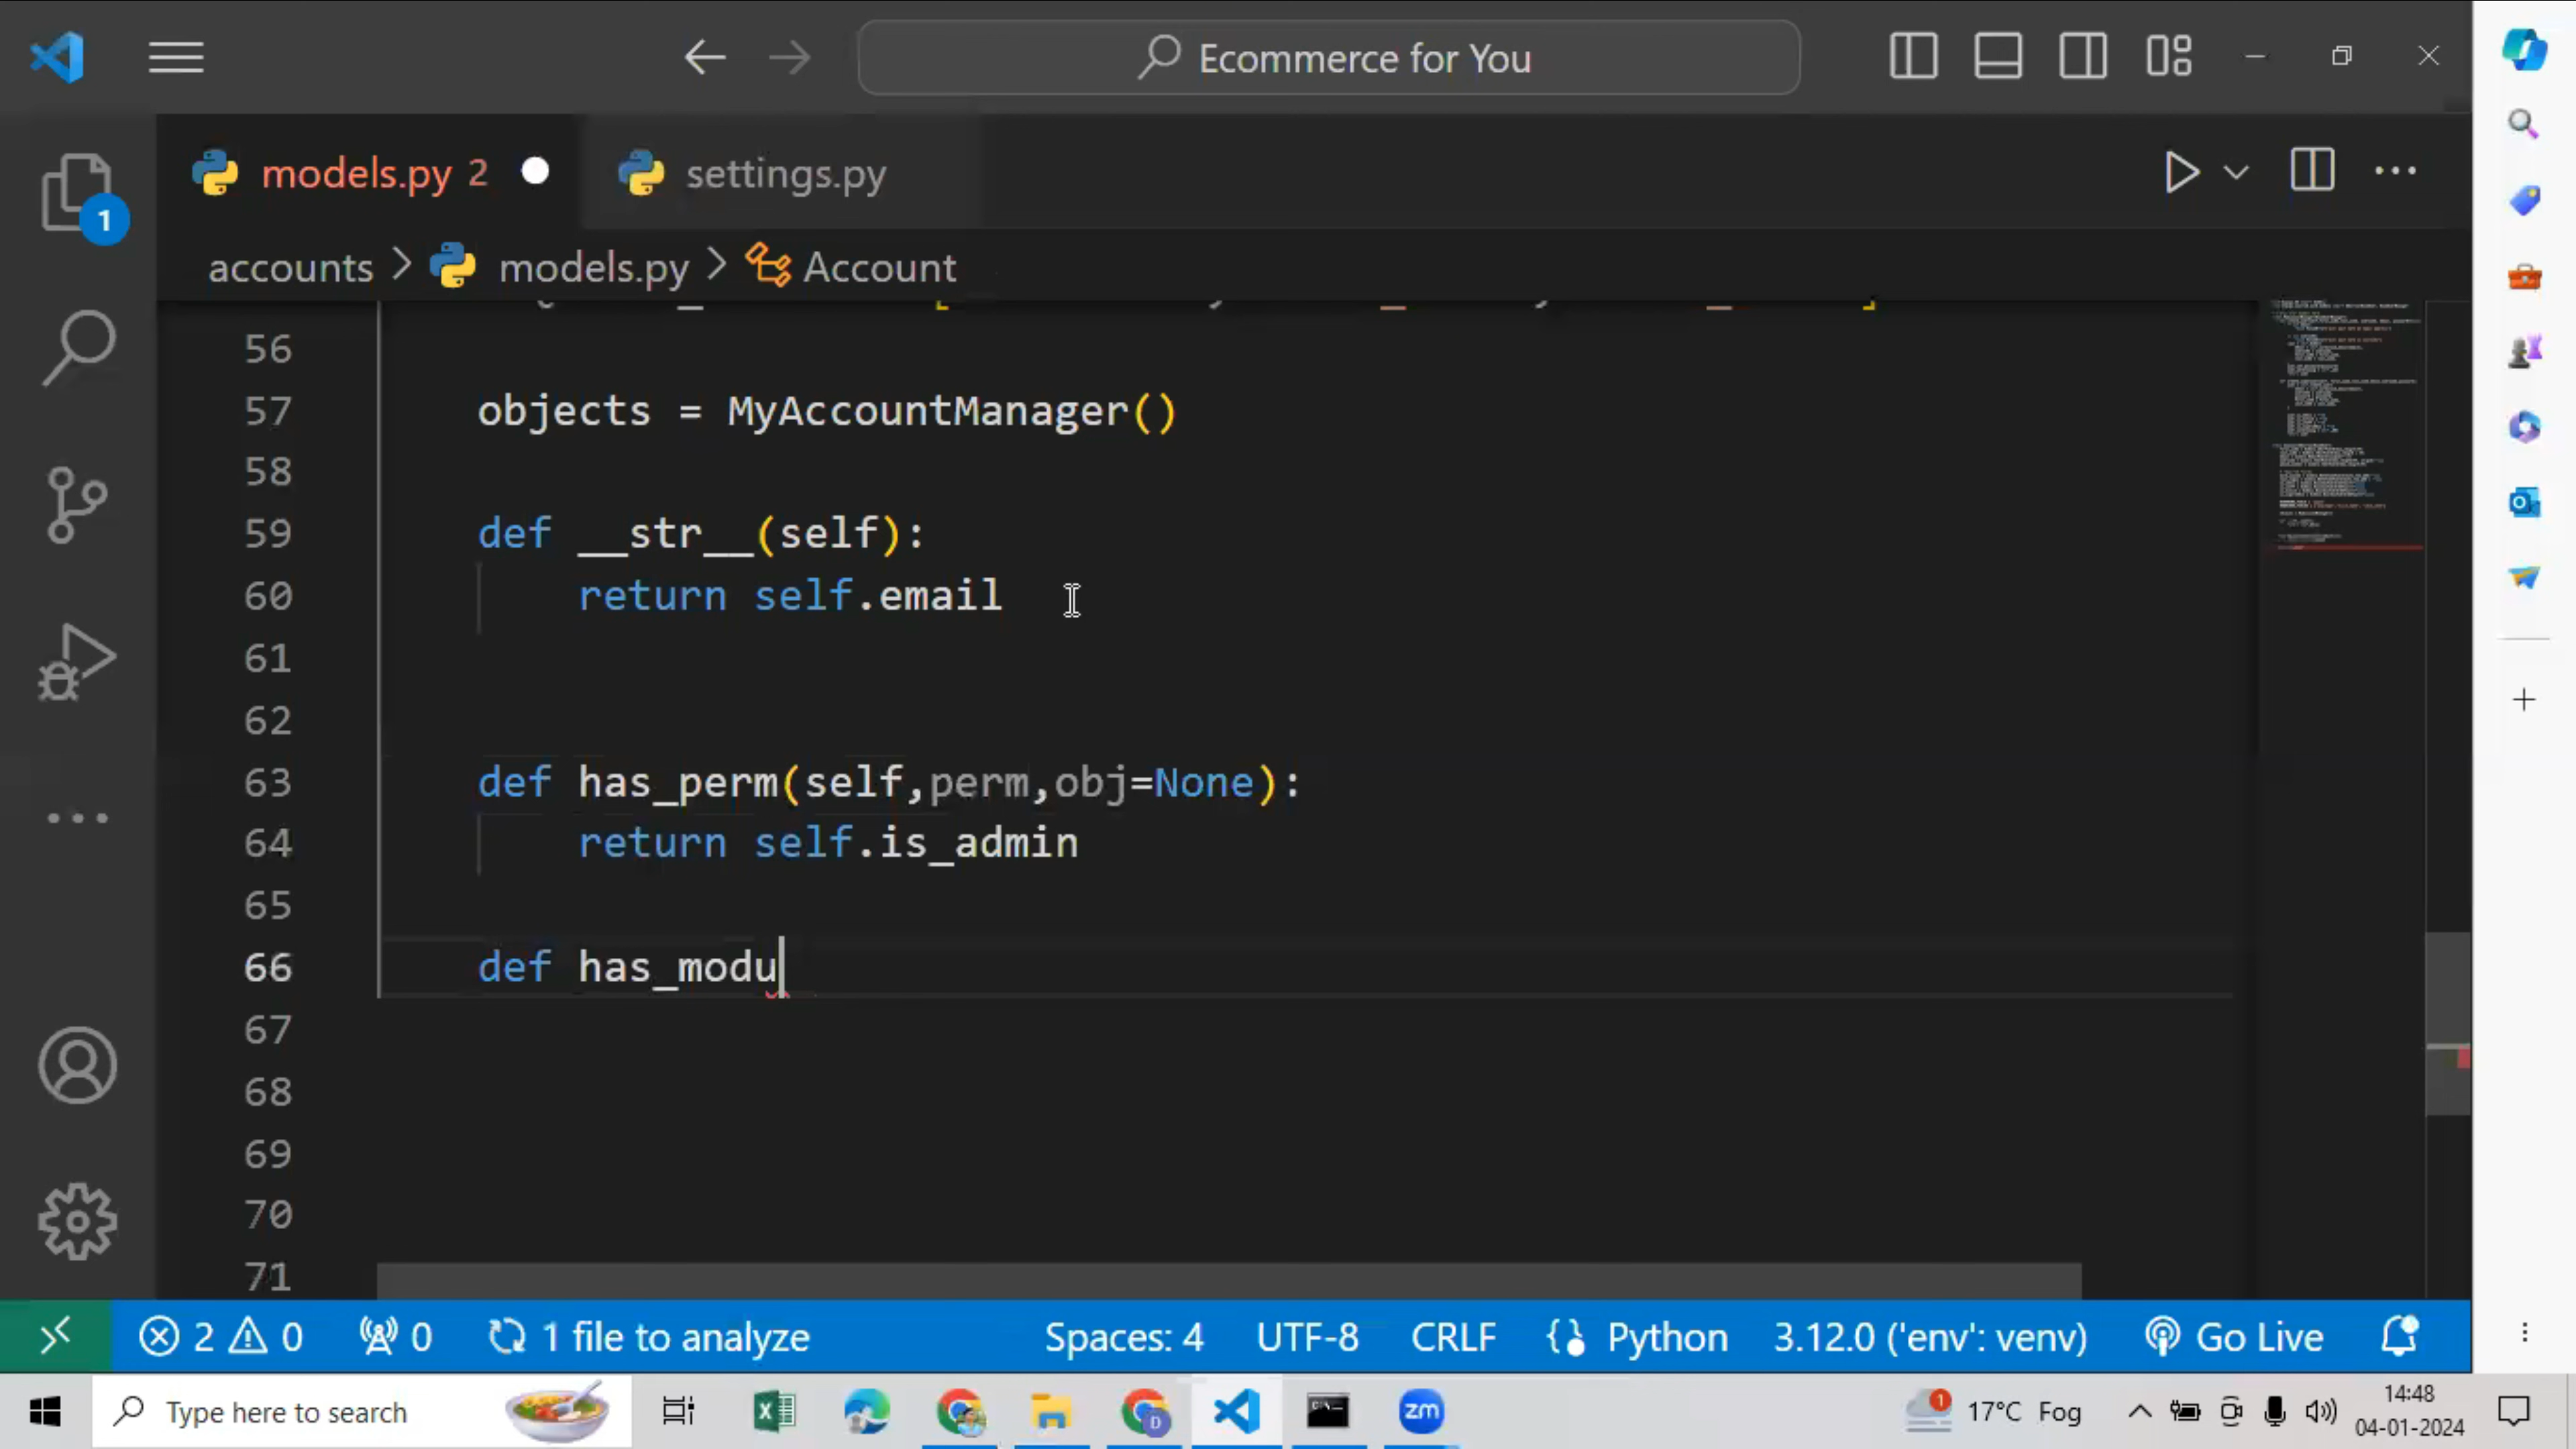 Ecommerce for You
models.py 2
settings.py
1
accounts > models.py > Account
56
57 objects = MyAccountManager()
58
59 def __str__(self):
60 return self.email
61
62
63 def has_perm(self,perm,obj=None):
64 return self.is_admin
65
66 def has_modu
67
68
69
70
71
2 0 0 1 file to analyze Spaces: 4 UTF-8 CRLF Python 3.12.0 ('env': venv) Go Live
Type here to search
D
zm
1
17°C Fog
14:48
04-01-2024